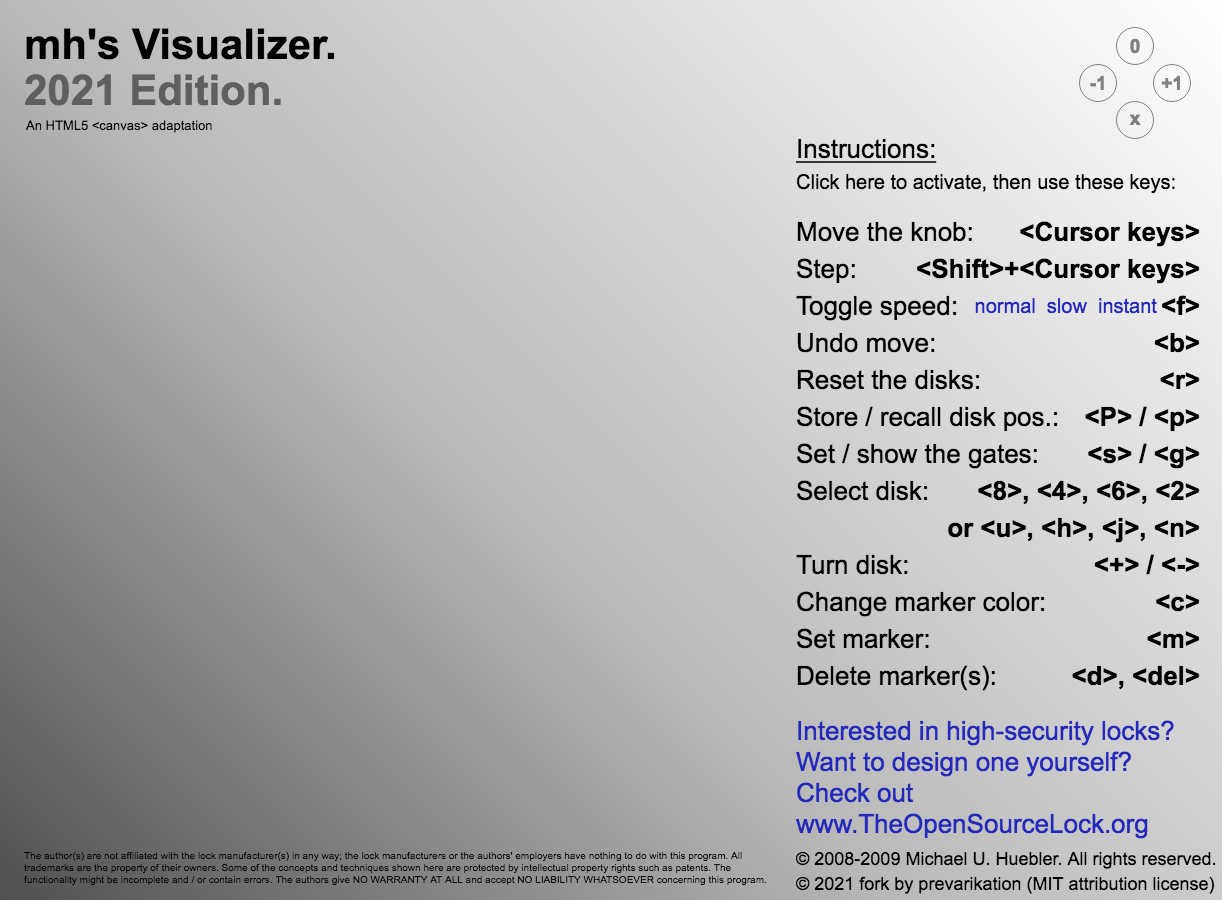 mh's Visualizer.
2021 Edition.
An HTML5 <canvas> adaptation
0
-1
+1
x
Instructions:
Click here to activate, then use these keys:
Move the knob: <Cursor keys>
Step: <Shift>+<Cursor keys>
Toggle speed: normal slow instant <f>
Undo move: <b>
Reset the disks: <r>
Store / recall disk pos.: <P> / <p>
Set / show the gates: <s> / <g>
Select disk: <8>, <4>, <6>, <2>
or <u>, <h>, <j>, <n>
Turn disk: <+> / <->
Change marker color: <c>
Set marker: <m>
Delete marker(s): <d>, <del>
Interested in high-security locks?
Want to design one yourself?
Check out
www.TheOpenSourceLock.org
The author(s) are not affiliated with the lock manufacturer(s) in any way; the lock manufacturers or the authors' employers have nothing to do with this program. All
trademarks are the property of their owners. Some of the concepts and techniques shown here are protected by intellectual property rights such as patents. The
functionality might be incomplete and / or contain errors. The authors give NO WARRANTY AT ALL and accept NO LIABILITY WHATSOEVER concerning this program.
© 2008-2009 Michael U. Huebler. All rights reserved.
© 2021 fork by prevarikation (MIT attribution license)